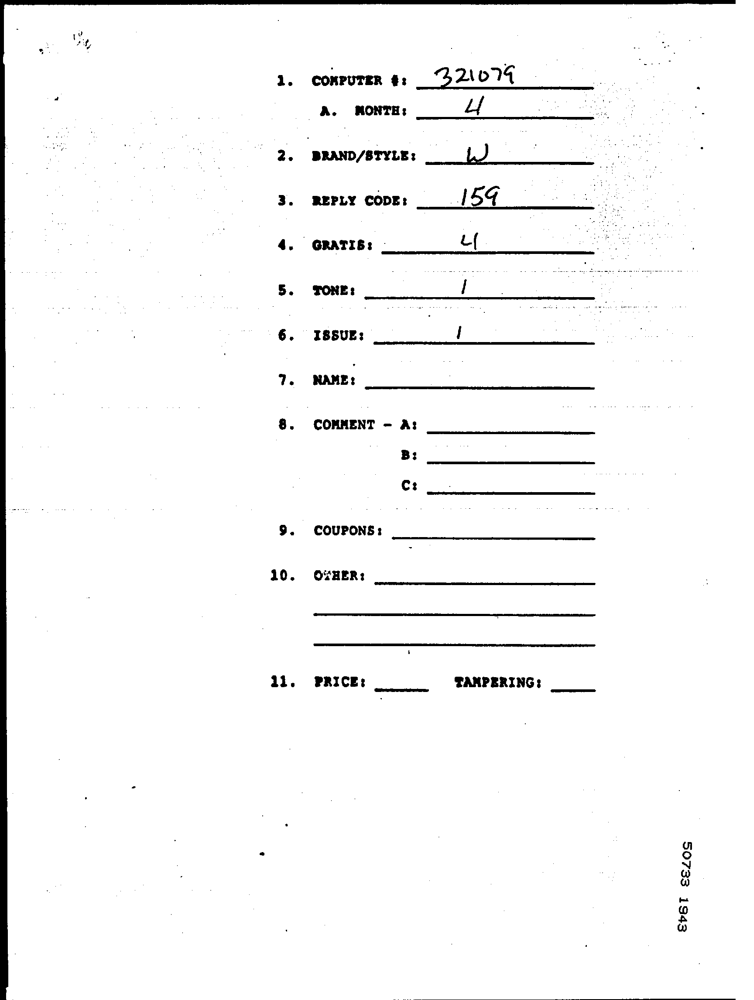 1. COMPUTER #: 321079
A. MONTH: 4
2. BRAND/STYLE: W
3. REPLY CODE: 159
4. GRATIS: 4
5. TONE: 1
6. ISSUE: 1
7. NAME:
8. COMMENT - A:
B:
C:
9. COUPONS:
10. OTHER:
11. PRICE: TAMPERING:
50733 1943